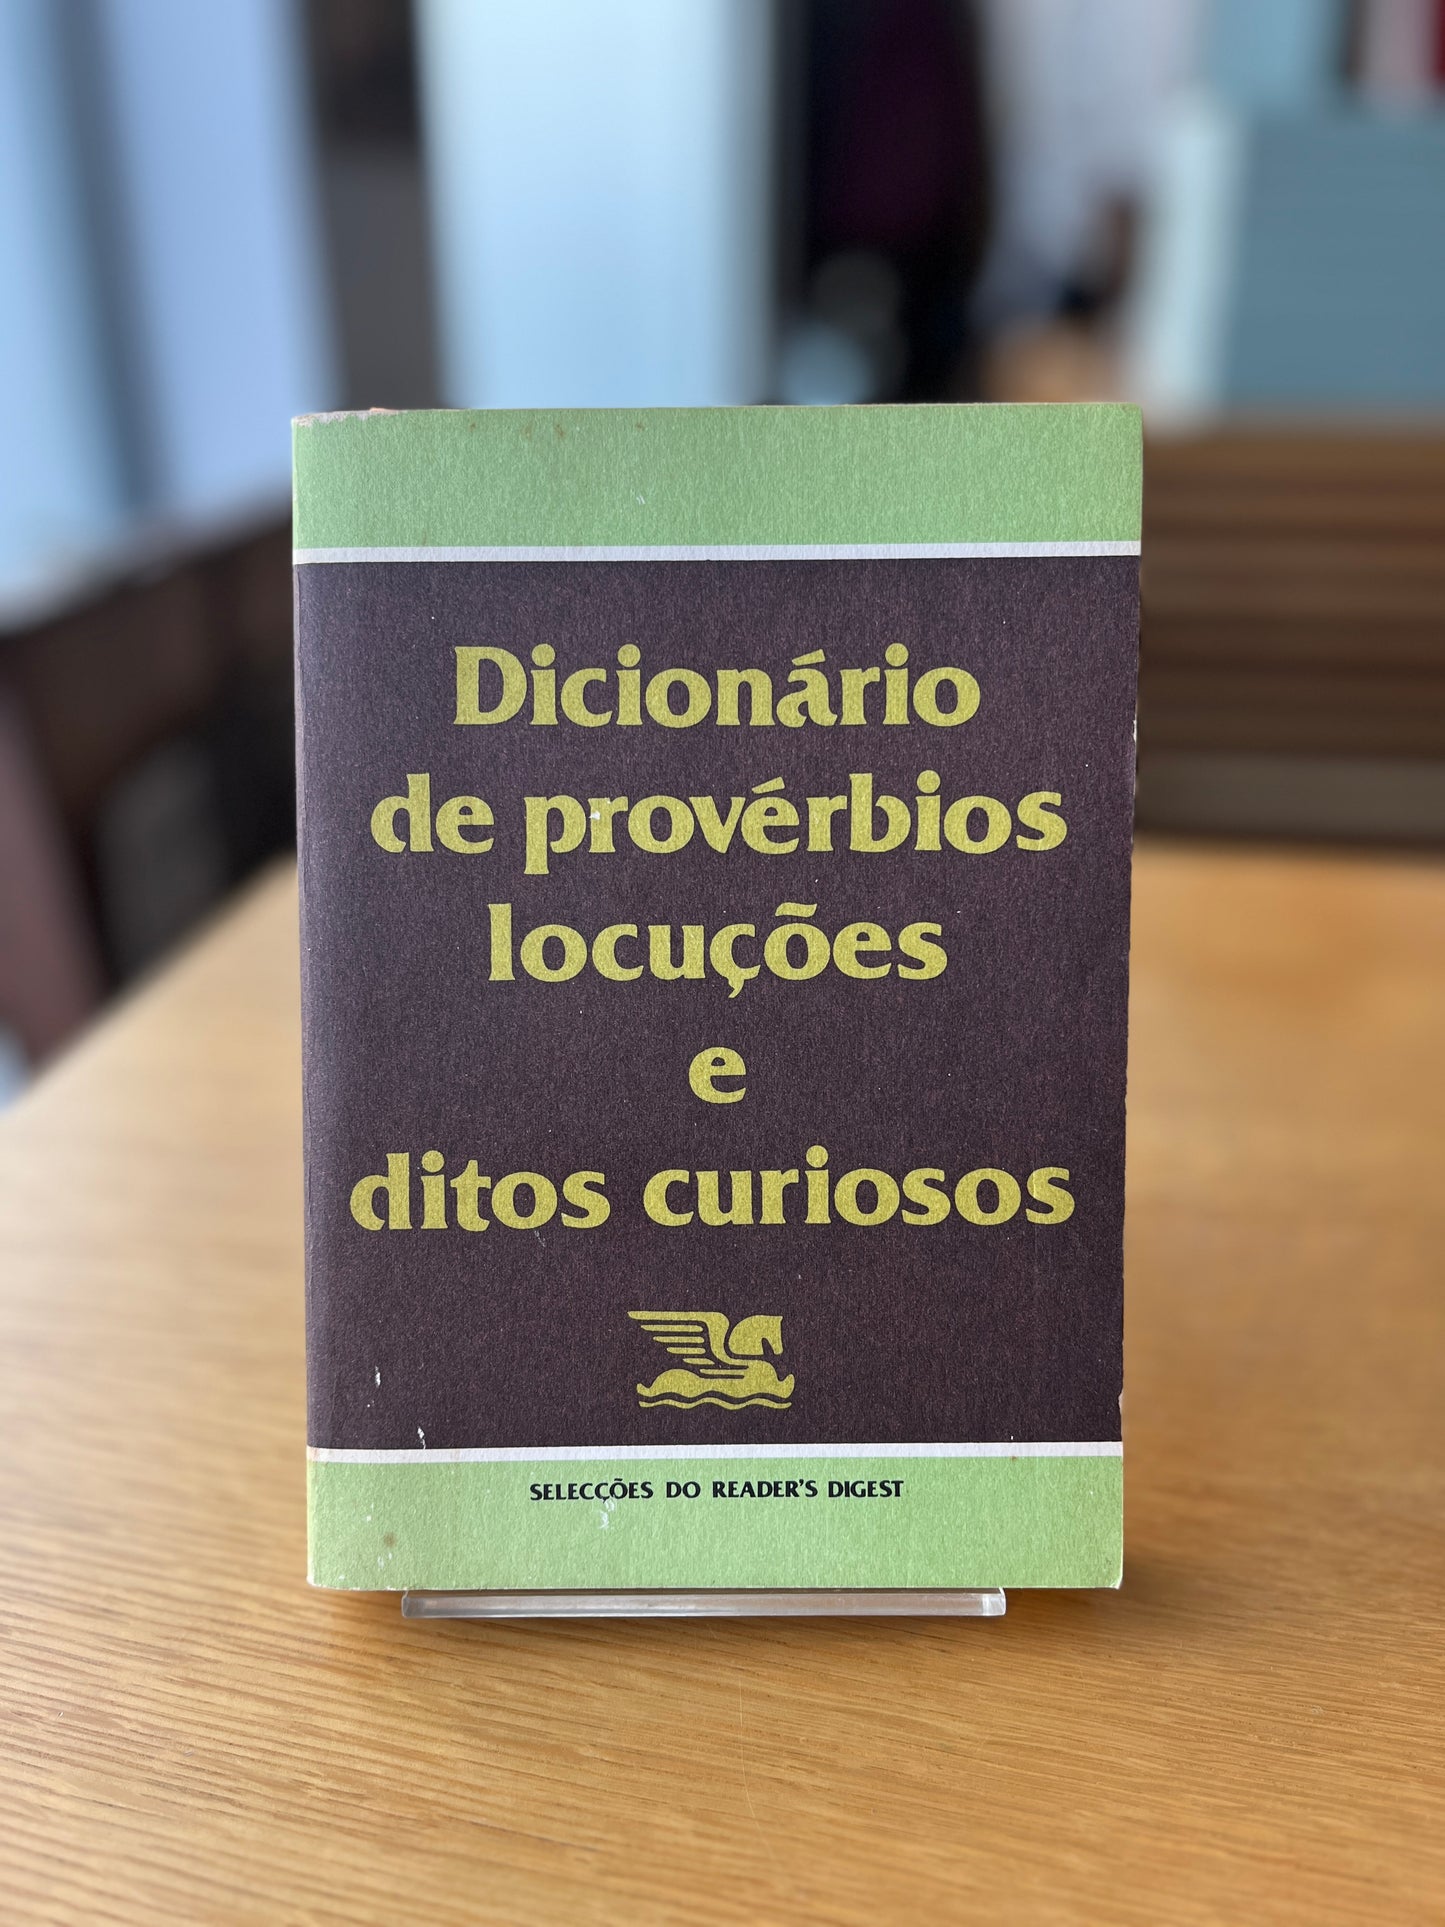 Dicionário
de provérbios
locuções
e
ditos curiosos
SELECÇÕES DO READER'S DIGEST